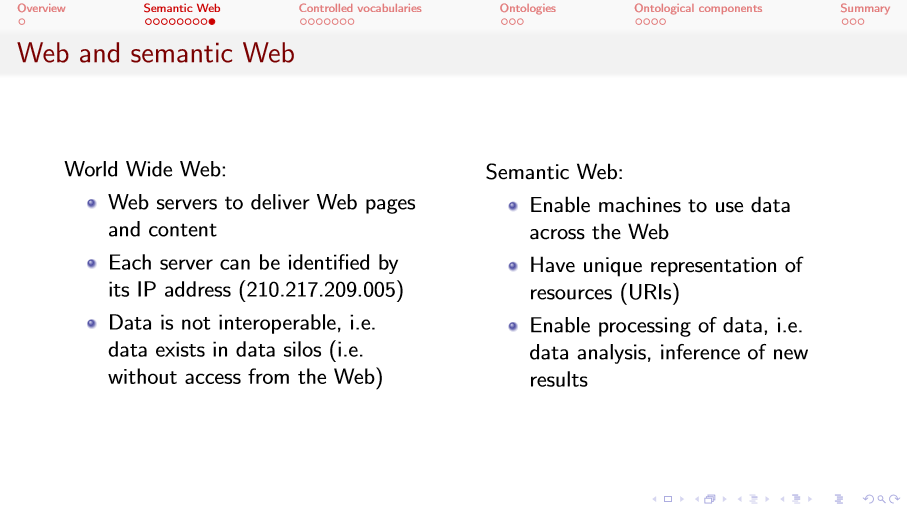 Overview
Semantic Web
Controlled vocabularies
Ontologies
Ontological components
Summary
Web and semantic Web
World Wide Web:
Web servers to deliver Web pages
and content
Each server can be identified by
its IP address (210.217.209.005)
Data is not interoperable, i.e.
data exists in data silos (i.e.
without access from the Web)
Semantic Web:
Enable machines to use data
across the Web
Have unique representation of
resources (URIs)
Enable processing of data, i.e.
data analysis, inference of new
results